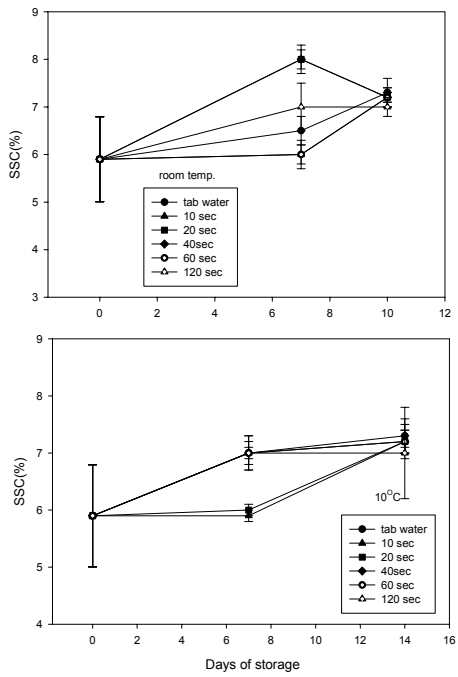 9
8
7
6
5
4
3
SSC(%)
room temp.
tab water
10 sec
20 sec
40sec
60 sec
120 sec
0 2 4 6 8 10 12
9
8
7
6
5
4
SSC(%)
10°C
tab water
10 sec
20 sec
40sec
60 sec
120 sec
0 2 4 6 8 10 12 14 16
Days of storage